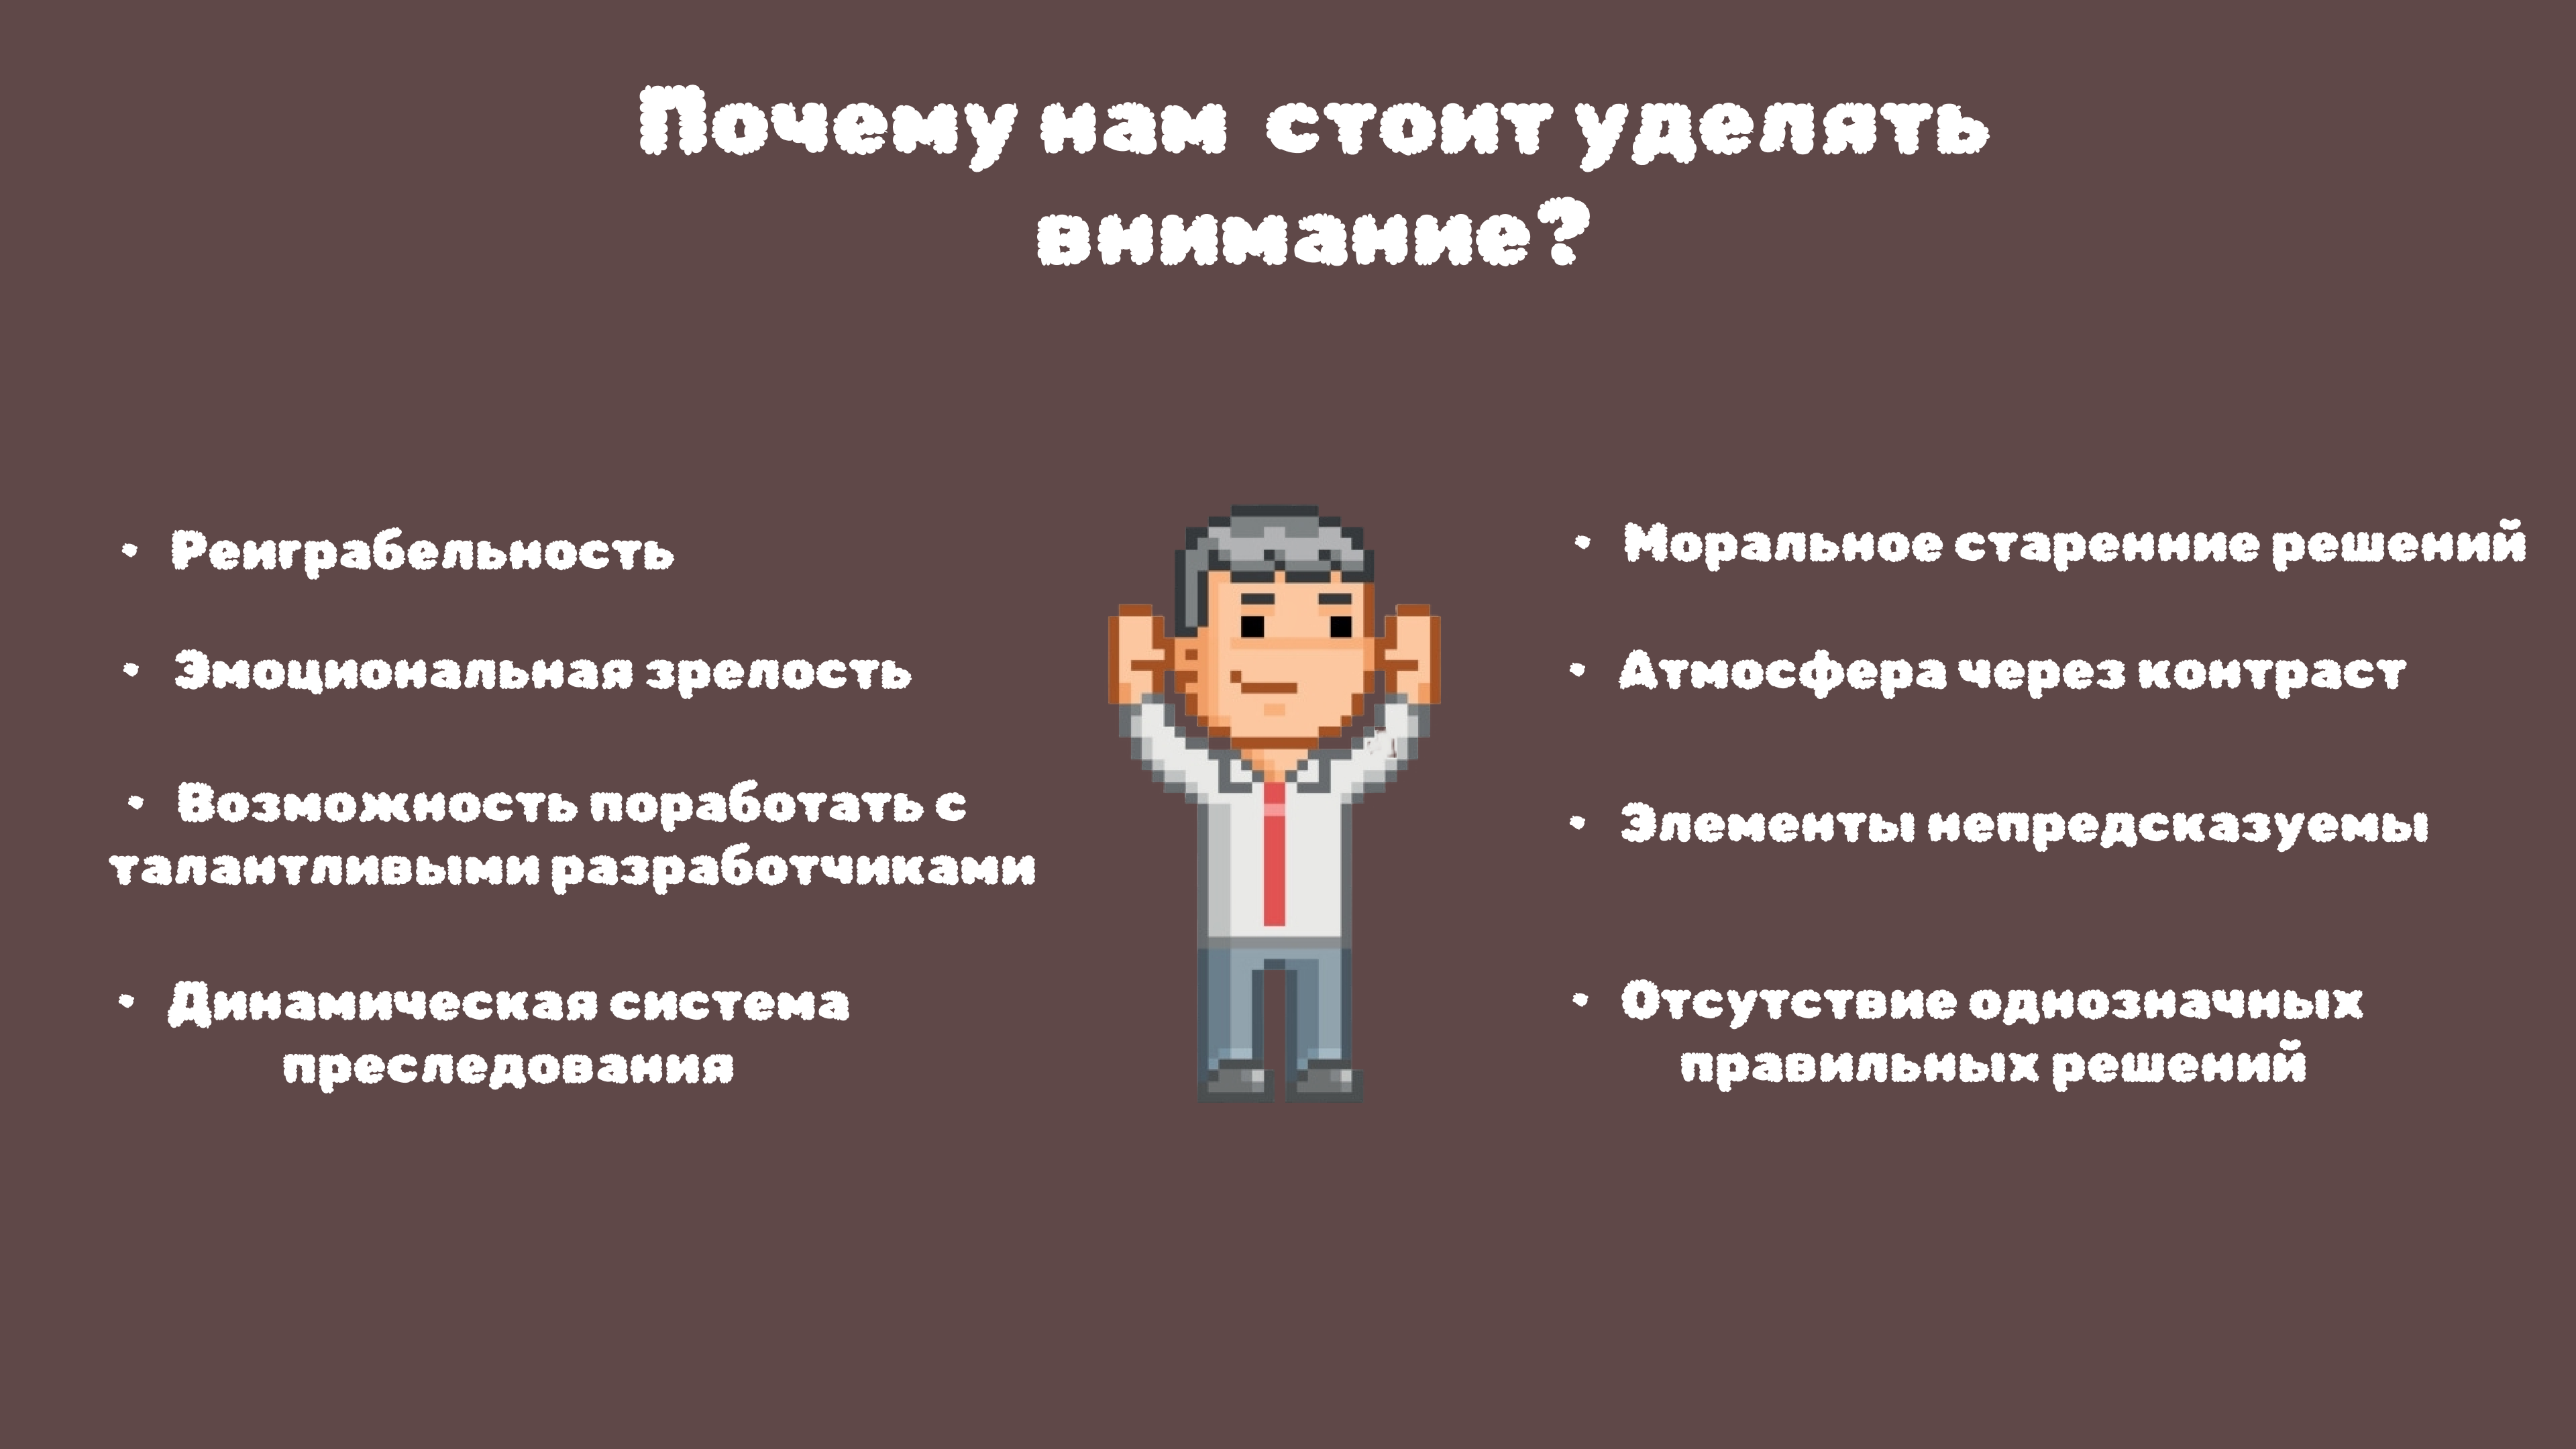 Почему нам стоит уделять
внимание?
• Реиграбельность
• Эмоциональная зрелость
• Возможность поработать с
талантливыми разработчиками
• Динамическая система
преследования
• Моральное старенние решений
• Атмосфера через контраст
• Элементы непредсказуемы
• Отсутствие однозначных
правильных решений